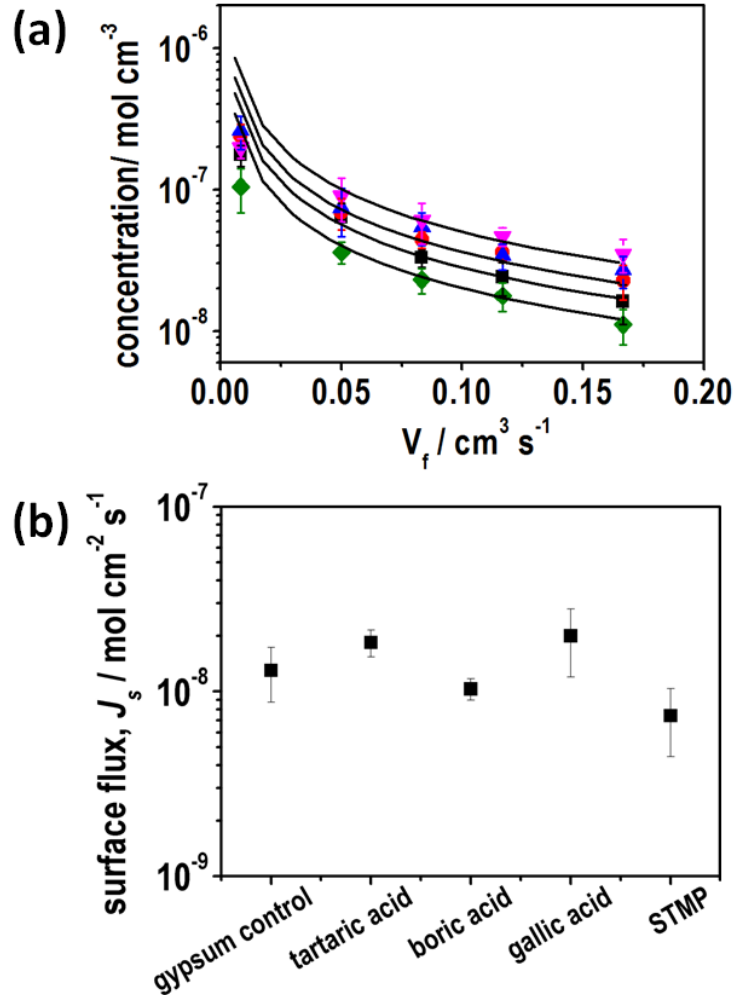 (a)
concentration/ mol cm⁻³
10⁻⁶
10⁻⁷
10⁻⁸
0.00 0.05 0.10 0.15 0.20
V_f / cm³ s⁻¹
(b)
surface flux, J_s / mol cm⁻² s⁻¹
10⁻⁷
10⁻⁸
10⁻⁹
gypsum control
tartaric acid
boric acid
gallic acid
STMP